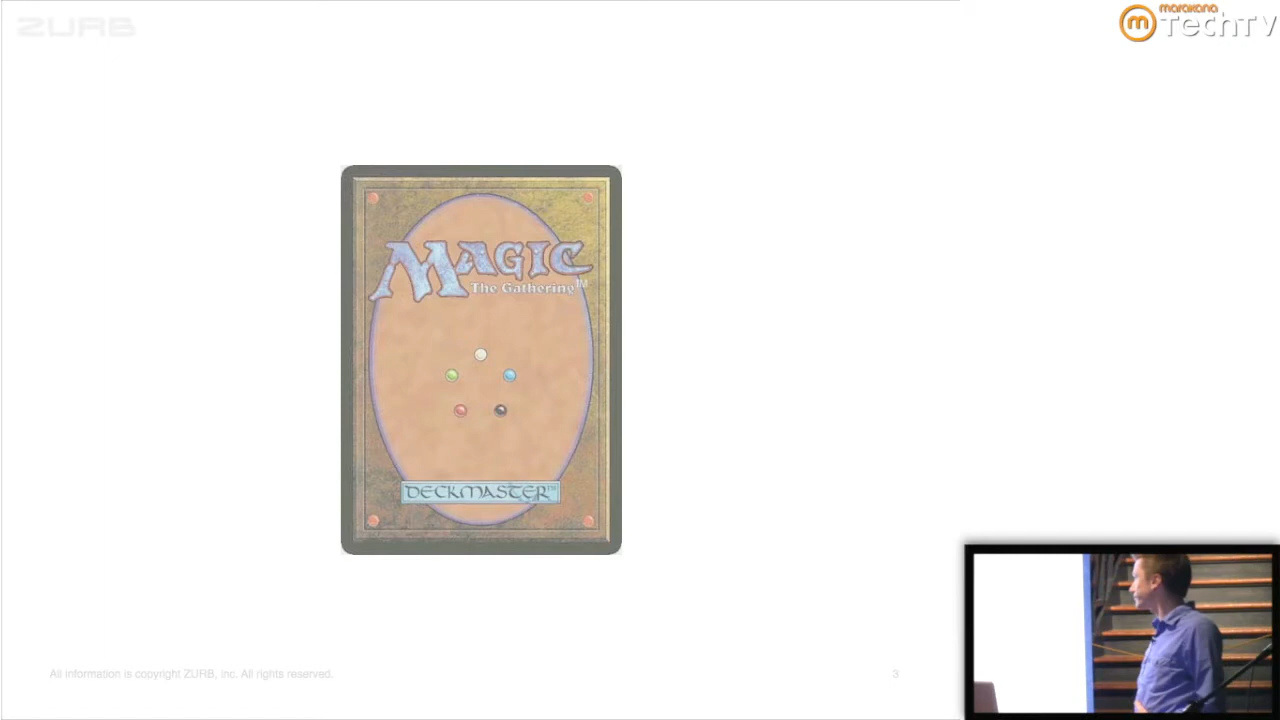 ZURB
marakana
m TechTV
MAGIC
The Gathering™
DECKMASTER™
All information is copyright ZURB, inc. All rights reserved.
3